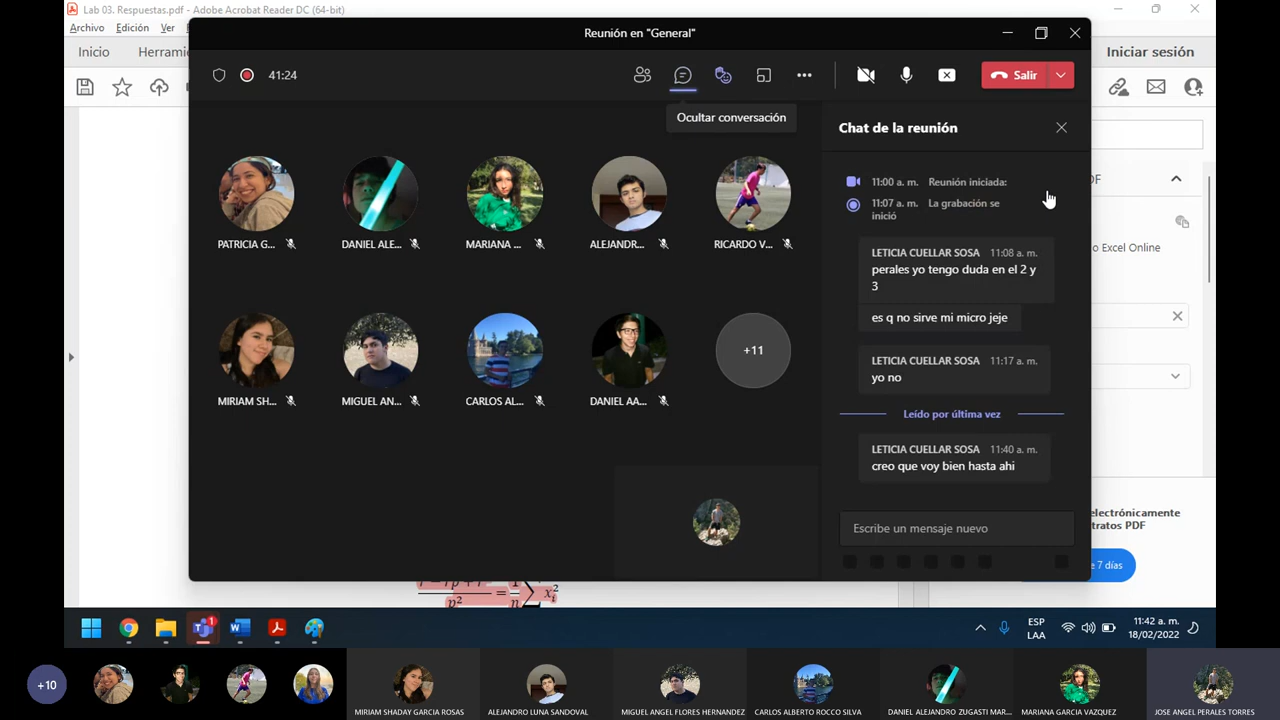 Lab 03. Respuestas.pdf - Adobe Acrobat Reader DC (64-bit)
Archivo Edición Ver
Inicio
Iniciar sesión
Reunión en "General"
41:24
Salir
Ocultar conversación
Chat de la reunión
11:00 a. m. Reunión iniciada:
11:07 a. m. La grabación se
inició
LETICIA CUELLAR SOSA 11:08 a. m.
perales yo tengo duda en el 2 y
3
es q no sirve mi micro jeje
LETICIA CUELLAR SOSA 11:17 a. m.
yo no
Leído por última vez
LETICIA CUELLAR SOSA 11:40 a. m.
creo que voy bien hasta ahi
Escribe un mensaje nuevo
PATRICIA G...
DANIEL ALE...
MARIANA ...
ALEJANDR...
RICARDO V...
MIRIAM SH...
MIGUEL AN...
CARLOS AL...
DANIEL AA...
+11
Excel Online
electrónicamente
PDF
7 días
ESP
LAA
11:42 a. m.
18/02/2022
+10
MIRIAM SHADAY GARCIA ROSAS
ALEJANDRO LUNA SANDOVAL
MIGUEL ANGEL FLORES HERNANDEZ
CARLOS ALBERTO ROCCO SILVA
DANIEL ALEJANDRO ZUGASTI MAR...
MARIANA GARCIA VAZQUEZ
JOSE ANGEL PERALES TORRES